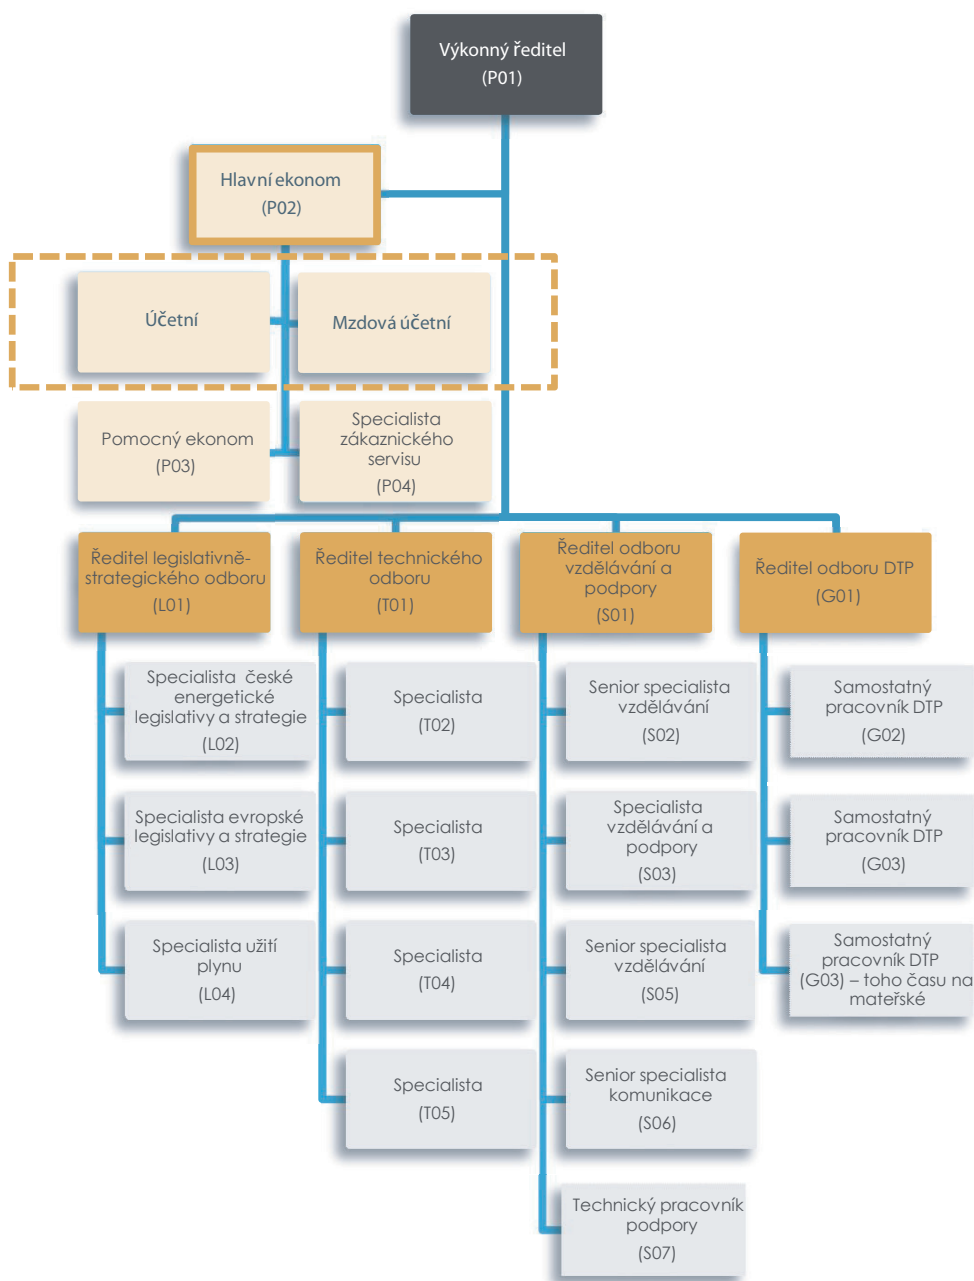 Výkonný ředitel
(P01)
Hlavní ekonom
(P02)
Účetní
Mzdová účetní
Pomocný ekonom
(P03)
Specialista
zákaznického
servisu
(P04)
Ředitel legislativně-
strategického odboru
(L01)
Ředitel technického
odboru
(T01)
Ředitel odboru
vzdělávání a
podpory
(S01)
Ředitel odboru DTP
(G01)
Specialista české
energetické
legislativy a strategie
(L02)
Specialista
(T02)
Senior specialista
vzdělávání
(S02)
Samostatný
pracovník DTP
(G02)
Specialista evropské
legislativy a strategie
(L03)
Specialista
(T03)
Specialista
vzdělávání a
podpory
(S03)
Samostatný
pracovník DTP
(G03)
Specialista užití
plynu
(L04)
Specialista
(T04)
Senior specialista
vzdělávání
(S05)
Samostatný
pracovník DTP
(G03) – toho času na
mateřské
Specialista
(T05)
Senior specialista
komunikace
(S06)
Technický pracovník
podpory
(S07)